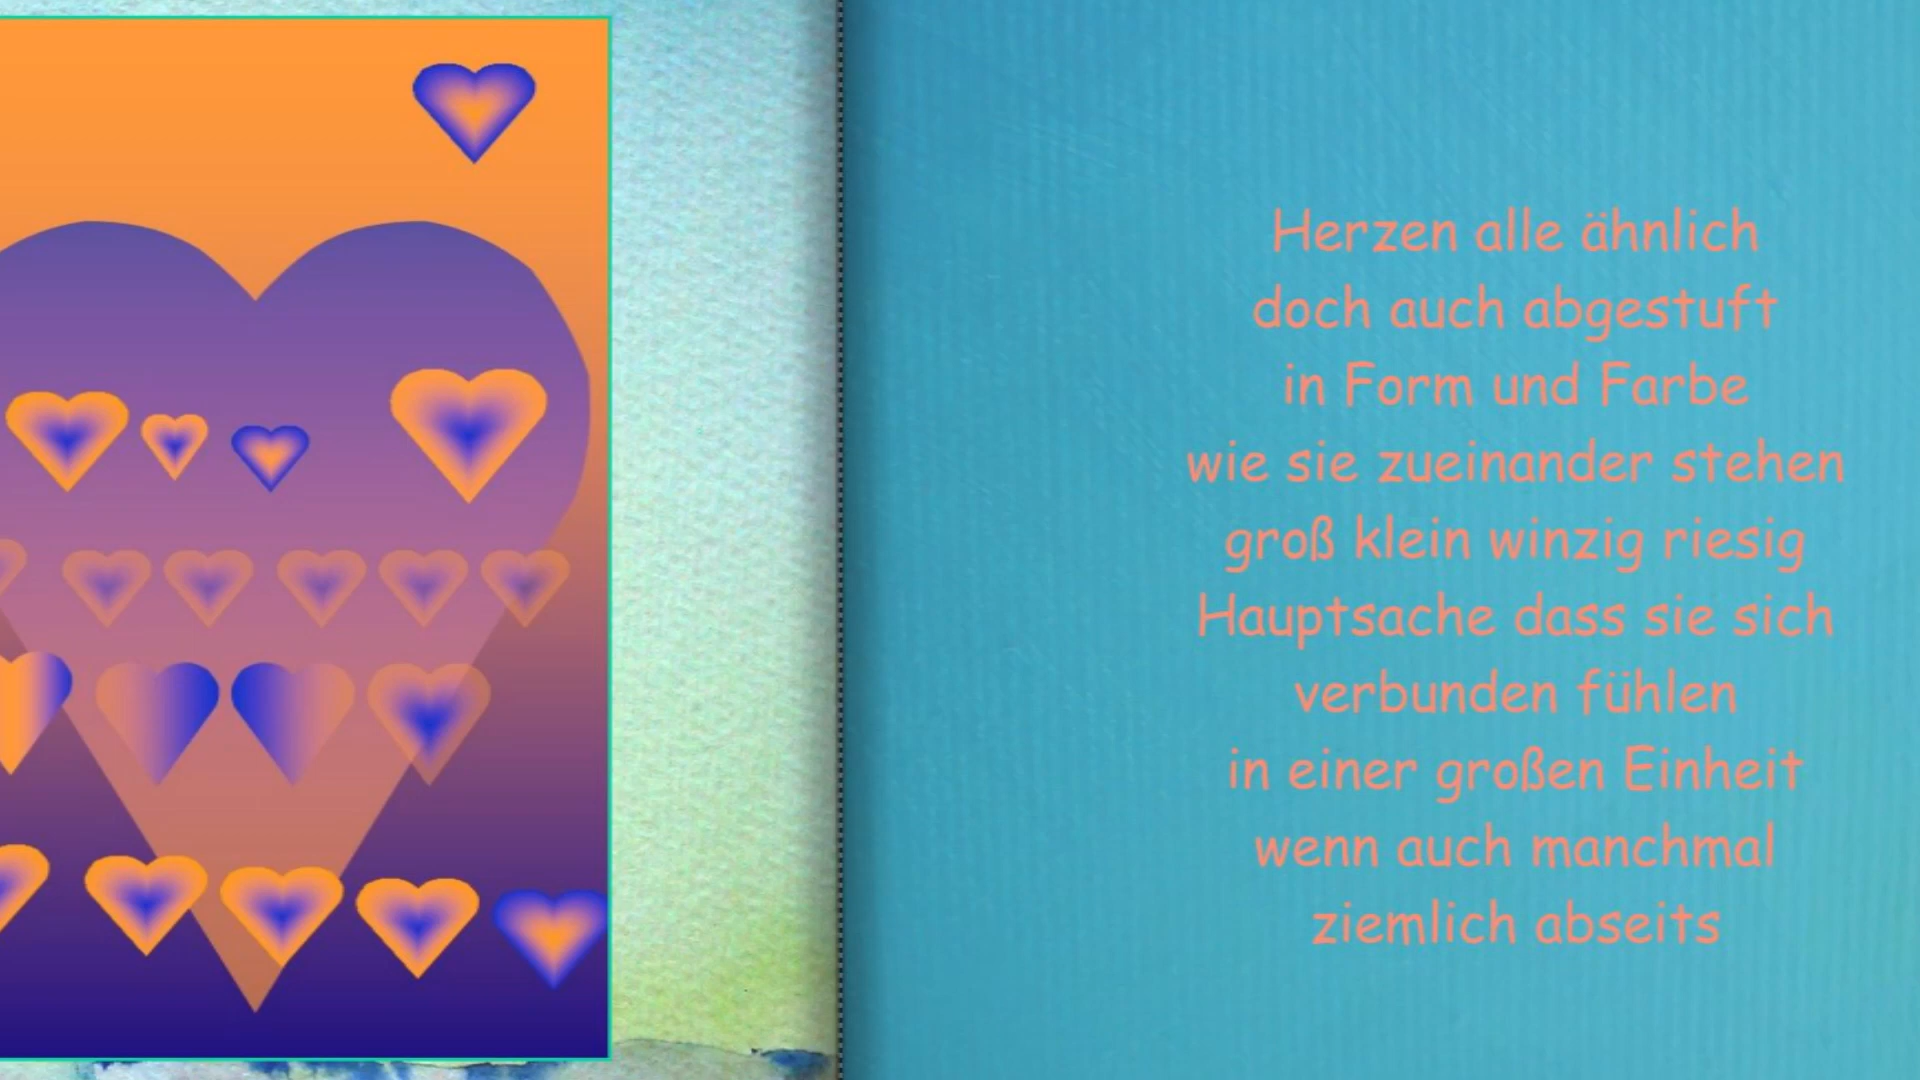 Herzen alle ähnlich
doch auch abgestuft
in Form und Farbe
wie sie zueinander stehen
groß klein winzig riesig
Hauptsache dass sie sich
verbunden fühlen
in einer großen Einheit
wenn auch manchmal
ziemlich abseits